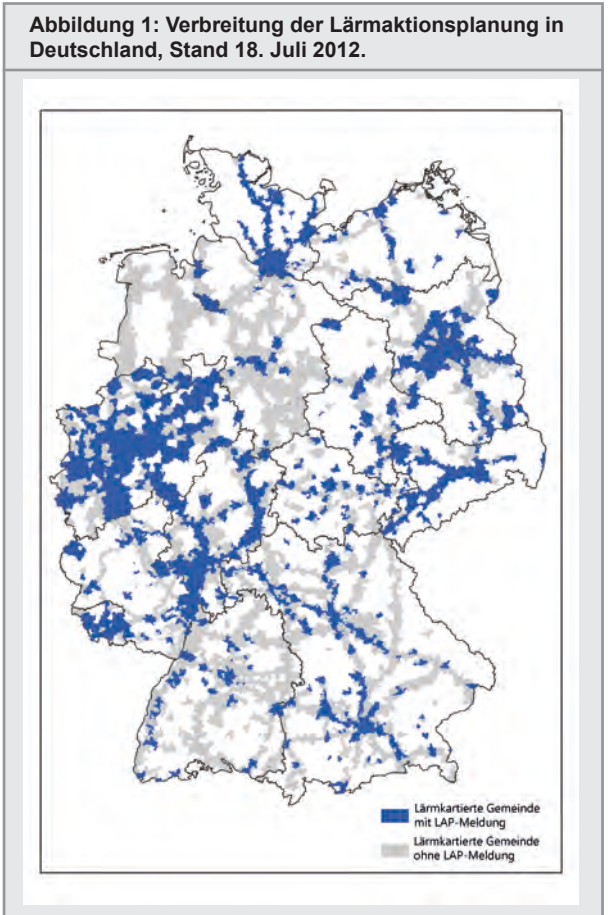 Abbildung 1: Verbreitung der Lärmaktionsplanung in
Deutschland, Stand 18. Juli 2012.
Lärmkartierte Gemeinde
mit LAP-Meldung
Lärmkartierte Gemeinde
ohne LAP-Meldung